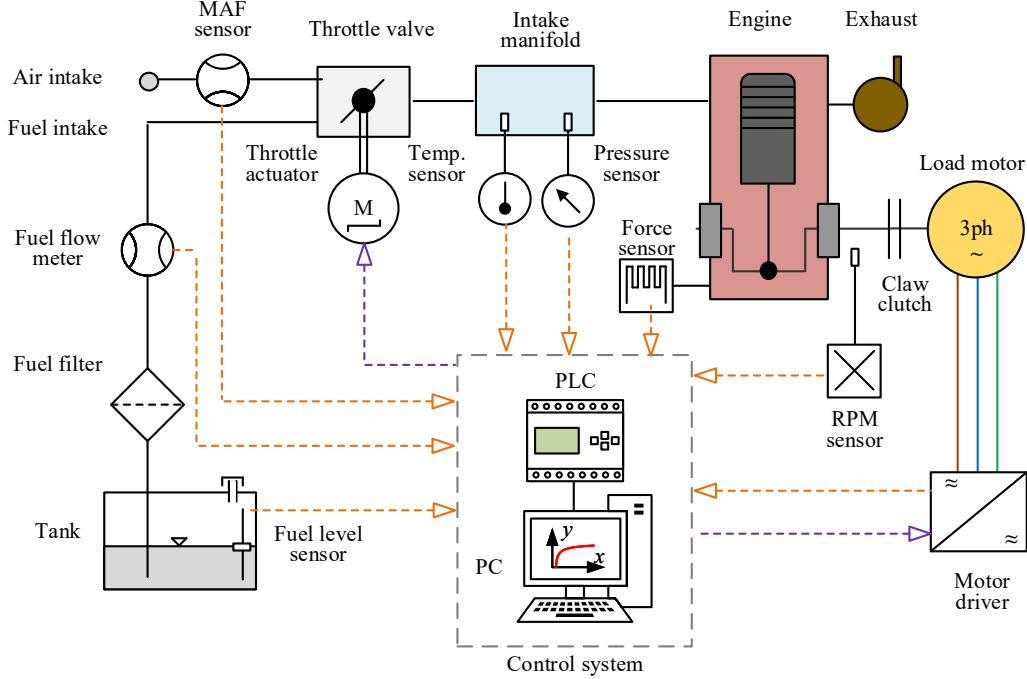 MAF
sensor
Throttle valve
Intake
manifold
Engine
Exhaust
Air intake
Fuel intake
Throttle
actuator
Temp.
sensor
Pressure
sensor
Load motor
M
3ph
~
Fuel flow
meter
Force
sensor
Claw
clutch
Fuel filter
PLC
RPM
sensor
Tank
Fuel level
sensor
y
x
PC
≈
≈
Motor
driver
Control system